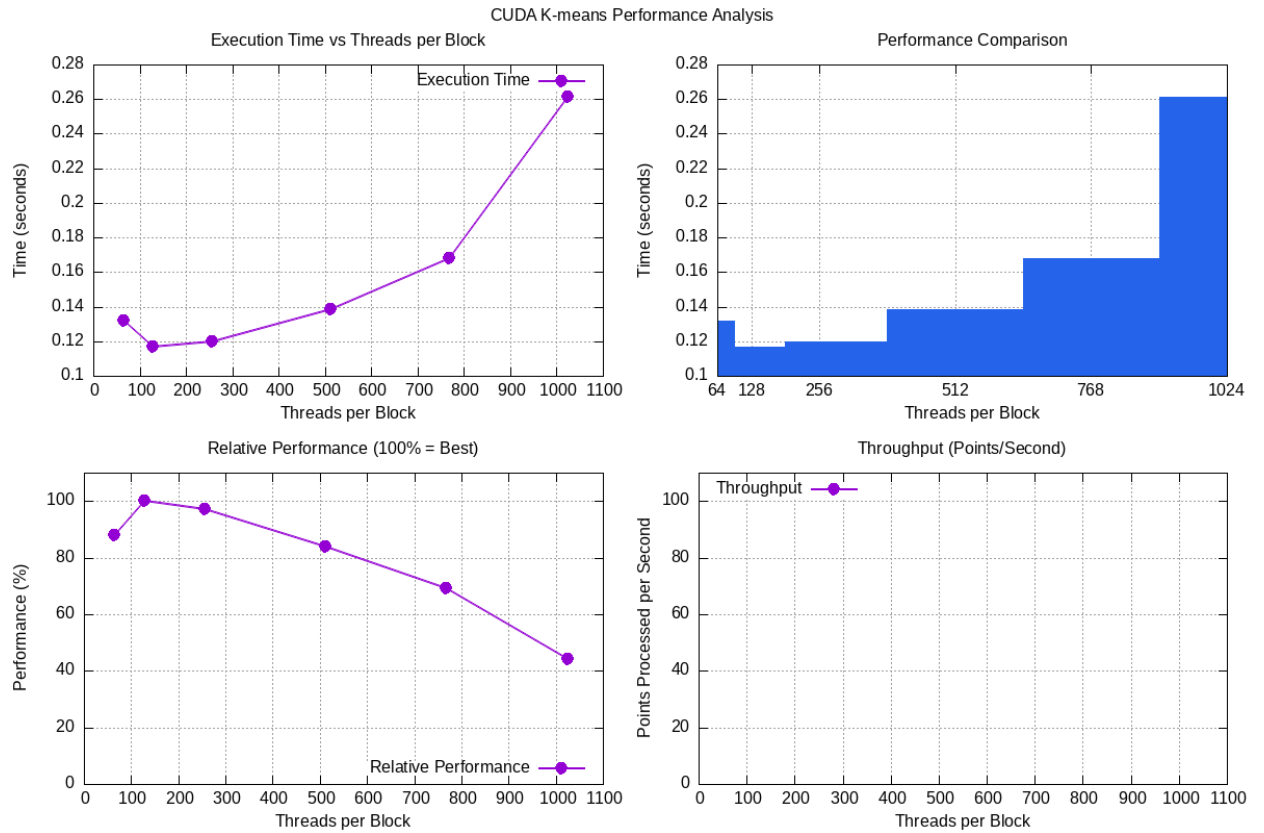 CUDA K-means Performance Analysis
Execution Time vs Threads per Block
Execution Time
Time (seconds)
0.28
0.26
0.24
0.22
0.2
0.18
0.16
0.14
0.12
0.1
0 100 200 300 400 500 600 700 800 900 1000 1100
Threads per Block
Performance Comparison
Time (seconds)
0.28
0.26
0.24
0.22
0.2
0.18
0.16
0.14
0.12
0.1
64 128 256 512 768 1024
Threads per Block
Relative Performance (100% = Best)
Performance (%)
100
80
60
40
20
0
Relative Performance
0 100 200 300 400 500 600 700 800 900 1000 1100
Threads per Block
Throughput (Points/Second)
Throughput
Points Processed per Second
100
80
60
40
20
0
0 100 200 300 400 500 600 700 800 900 1000 1100
Threads per Block